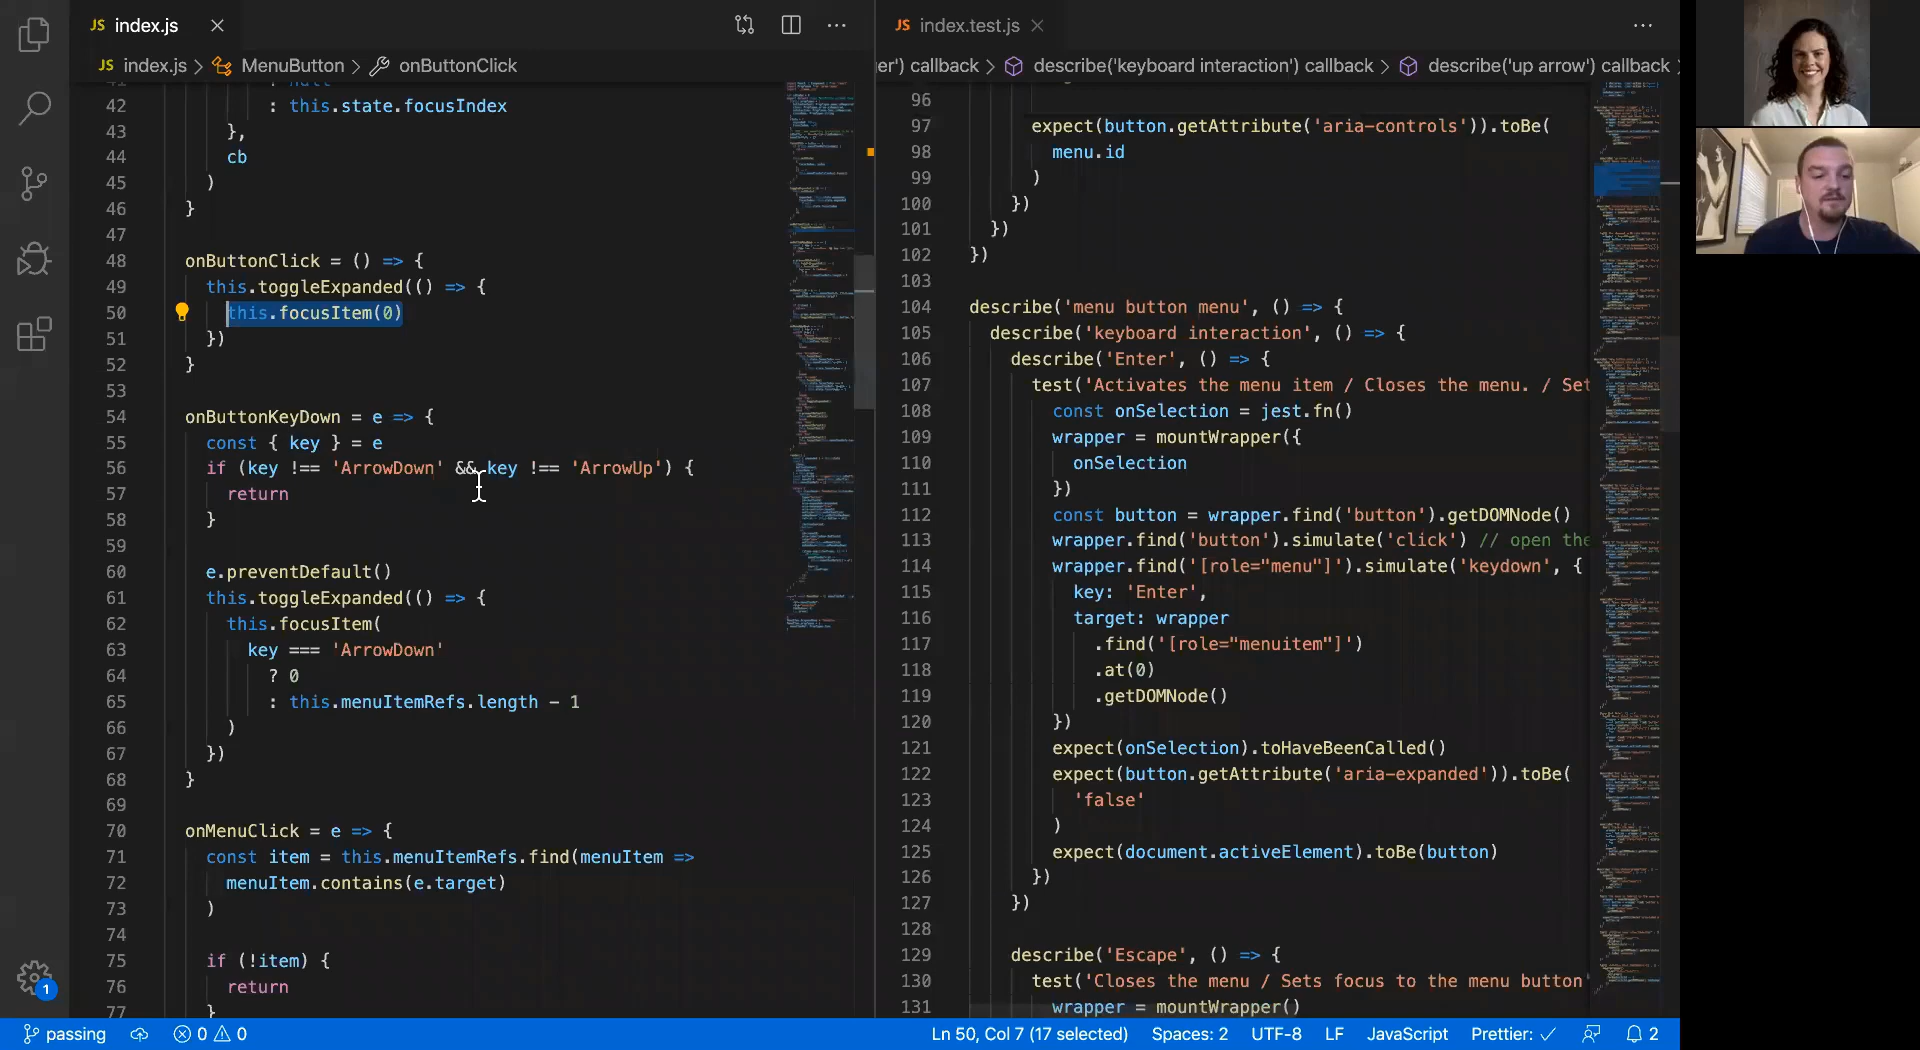 JS index.js
JS index.js > MenuButton > onButtonClick
41 : null
42 : this.state.focusIndex
43 },
44 cb
45 )
46 }
47
48 onButtonClick = () => {
49 this.toggleExpanded(() => {
50 this.focusItem(0)
51 })
52 }
53
54 onButtonKeyDown = e => {
55 const { key } = e
56 if (key !== 'ArrowDown' && key !== 'ArrowUp') {
57 return
58 }
59
60 e.preventDefault()
61 this.toggleExpanded(() => {
62 this.focusItem(
63 key === 'ArrowDown'
64 ? 0
65 : this.menuItemRefs.length - 1
66 )
67 })
68 }
69
70 onMenuClick = e => {
71 const item = this.menuItemRefs.find(menuItem =>
72 menuItem.contains(e.target)
73 )
74
75 if (!item) {
76 return
77 }
JS index.test.js
er') callback > describe('keyboard interaction') callback > describe('up arrow') callback
96
97 expect(button.getAttribute('aria-controls')).toBe(
98 menu.id
99 )
100 })
101 })
102 })
103
104 describe('menu button menu', () => {
105 describe('keyboard interaction', () => {
106 describe('Enter', () => {
107 test('Activates the menu item / Closes the menu. / Set
108 const onSelection = jest.fn()
109 wrapper = mountWrapper({
110 onSelection
111 })
112 const button = wrapper.find('button').getDOMNode()
113 wrapper.find('button').simulate('click') // open the
114 wrapper.find('[role="menu"]').simulate('keydown', {
115 key: 'Enter',
116 target: wrapper
117 .find('[role="menuitem"]')
118 .at(0)
119 .getDOMNode()
120 })
121 expect(onSelection).toHaveBeenCalled()
122 expect(button.getAttribute('aria-expanded')).toBe(
123 'false'
124 )
125 expect(document.activeElement).toBe(button)
126 })
127 })
128
129 describe('Escape', () => {
130 test('Closes the menu / Sets focus to the menu button'
131 wrapper = mountWrapper()
1
passing 0 0 Ln 50, Col 7 (17 selected) Spaces: 2 UTF-8 LF JavaScript Prettier: ✓ 2